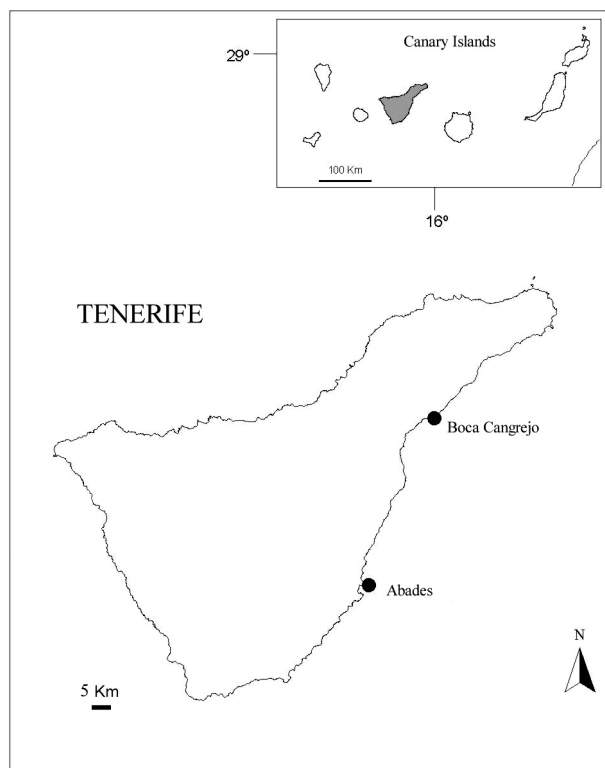 Canary Islands
29º
100 Km
16º
TENERIFE
Boca Cangrejo
Abades
N
5 Km